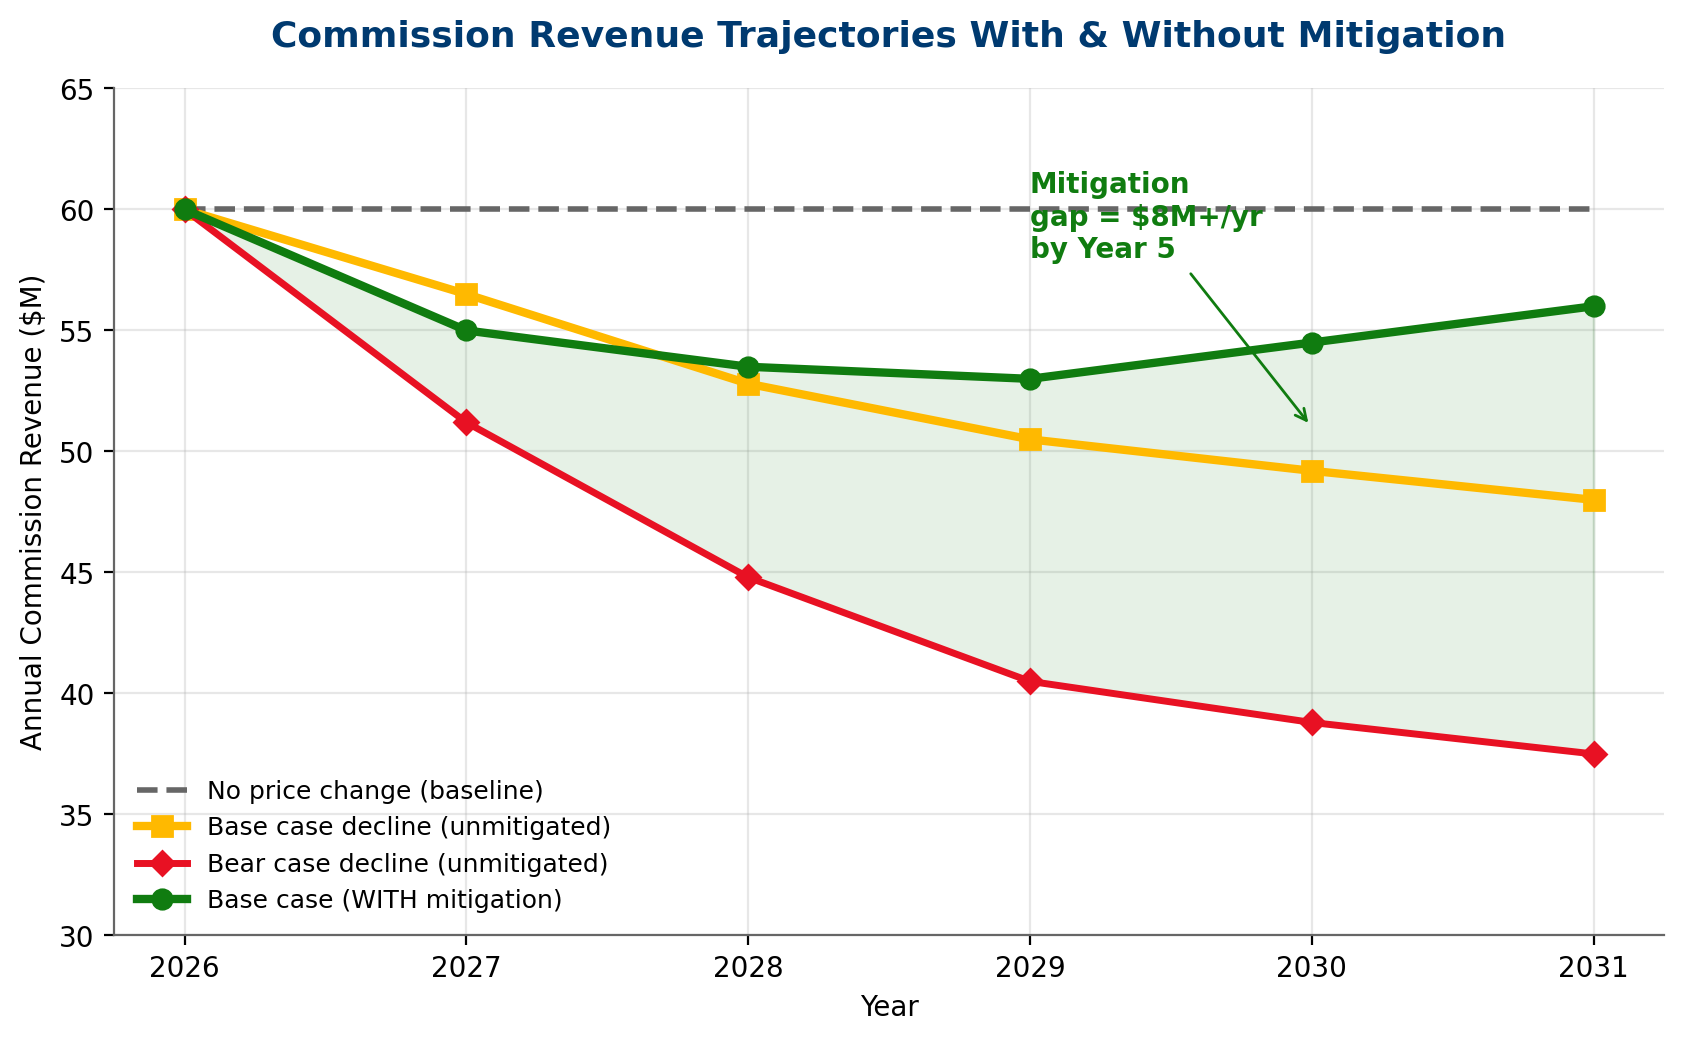 Commission Revenue Trajectories With & Without Mitigation
65
60
55
50
45
40
35
30
Annual Commission Revenue ($M)
Mitigation
gap = $8M+/yr
by Year 5
No price change (baseline)
Base case decline (unmitigated)
Bear case decline (unmitigated)
Base case (WITH mitigation)
2026 2027 2028 2029 2030 2031
Year